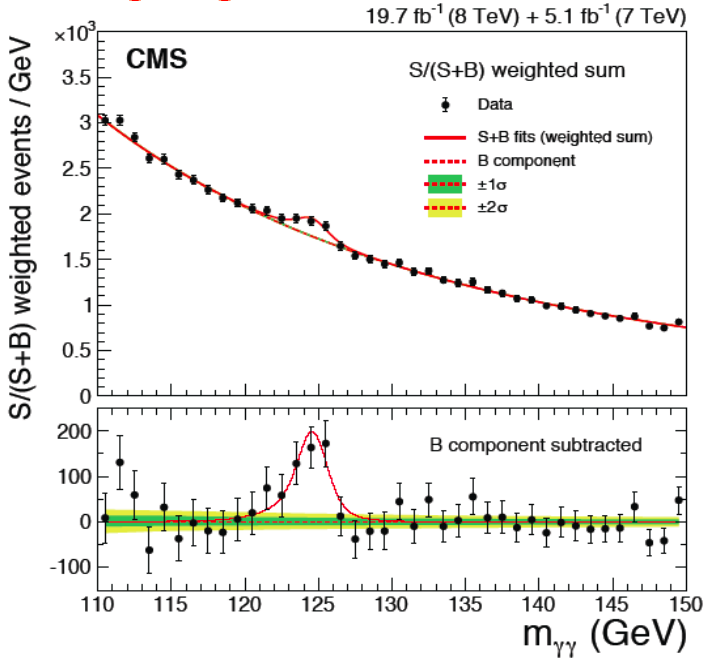 19.7 fb⁻¹ (8 TeV) + 5.1 fb⁻¹ (7 TeV)
×10³
S/(S+B) weighted events / GeV
CMS
S/(S+B) weighted sum
Data
S+B fits (weighted sum)
B component
±1σ
±2σ
3.5
3
2.5
2
1.5
1
0.5
0
B component subtracted
200
100
0
-100
110 115 120 125 130 135 140 145 150
m_γγ (GeV)